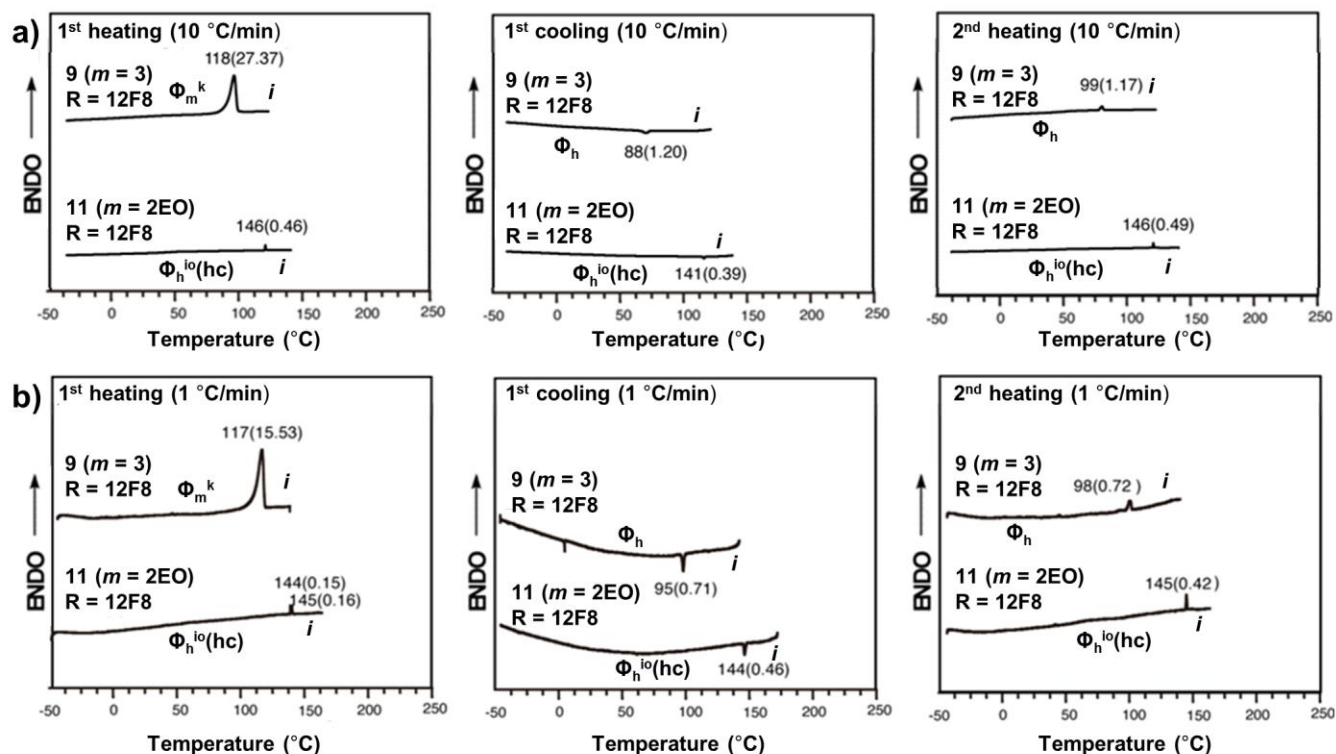 a)
1st heating (10 °C/min)
118(27.37)
9 (m = 3)
R = 12F8
Φmk
i
11 (m = 2EO)
R = 12F8
146(0.46)
Φhio(hc)
i
ENDO
-50 0 50 100 150 200 250
Temperature (°C)
1st cooling (10 °C/min)
9 (m = 3)
R = 12F8
i
Φh
88(1.20)
11 (m = 2EO)
R = 12F8
i
Φhio(hc)
141(0.39)
ENDO
-50 0 50 100 150 200 250
Temperature (°C)
2nd heating (10 °C/min)
9 (m = 3)
R = 12F8
99(1.17)
i
Φh
11 (m = 2EO)
R = 12F8
146(0.49)
Φhio(hc)
i
ENDO
-50 0 50 100 150 200 250
Temperature (°C)
b)
1st heating (1 °C/min)
117(15.53)
9 (m = 3)
R = 12F8
Φmk
i
11 (m = 2EO)
R = 12F8
144(0.15)
145(0.16)
Φhio(hc)
i
ENDO
-50 0 50 100 150 200 250
Temperature (°C)
1st cooling (1 °C/min)
9 (m = 3)
R = 12F8
Φh
i
95(0.71)
11 (m = 2EO)
R = 12F8
i
Φhio(hc)
144(0.46)
ENDO
-50 0 50 100 150 200 250
Temperature (°C)
2nd heating (1 °C/min)
9 (m = 3)
R = 12F8
98(0.72 )
i
Φh
11 (m = 2EO)
R = 12F8
145(0.42)
Φhio(hc)
i
ENDO
-50 0 50 100 150 200 250
Temperature (°C)